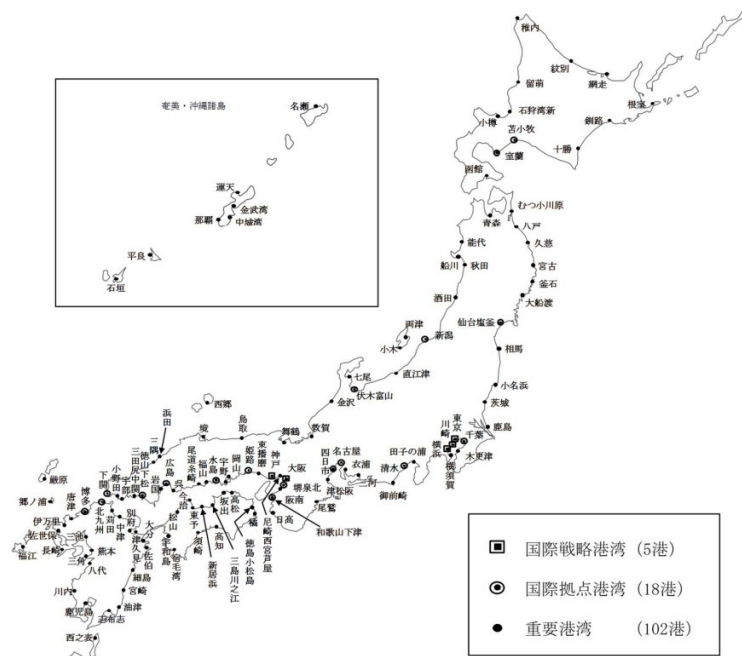 奄美・沖縄諸島
名瀬
運天
金武湾
那覇
中城湾
平良
石垣
稚内
紋別
網走
留萌
根室
石狩湾新
小樽
釧路
苫小牧
十勝
室蘭
函館
むつ小川原
青森
八戸
能代
久慈
船川
秋田
宮古
釜石
酒田
大船渡
仙台塩釜
両津
新潟
相馬
小木
七尾
直江津
小名浜
伏木富山
金沢
茨城
西郷
浜田
鳥取
境
舞鶴
敦賀
鹿島
東京
川崎
横浜
千葉
木更津
横須賀
田子の浦
清水
御前崎
名古屋
四日市
衣浦
三河
津松阪
尾鷲
三隅
徳山下松
三田尻中関
宇部
小野田
下関
岩国
広島
呉
尾道糸崎
福山
水島
宇野
岡山
姫路
東播磨
神戸
大阪
堺泉北
阪南
日高
和歌山下津
尼崎西宮芦屋
橘
徳島小松島
三島川之江
新居浜
高松
坂出
高知
須崎
東予
今治
松山
宇和島
宿毛湾
厳原
郷ノ浦
博多
唐津
伊万里
佐世保
福江
長崎
北九州
苅田
中津
別府
大分
津久見
佐伯
細島
宮崎
油津
三池
熊本
三角
八代
川内
鹿児島
志布志
西之表
国際戦略港湾 (5港)
国際拠点港湾 (18港)
重要港湾 (102港)